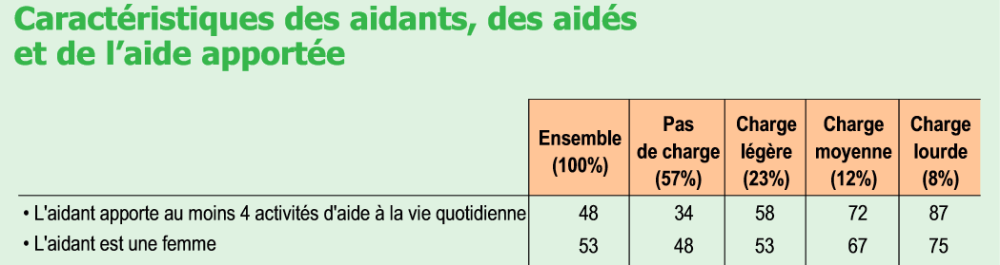 Caractéristiques des aidants, des aidés
et de l’aide apportée
Ensemble (100%) Pas de charge (57%) Charge légère (23%) Charge moyenne (12%) Charge lourde (8%)
• L'aidant apporte au moins 4 activités d'aide à la vie quotidienne 48 34 58 72 87
• L'aidant est une femme 53 48 53 67 75